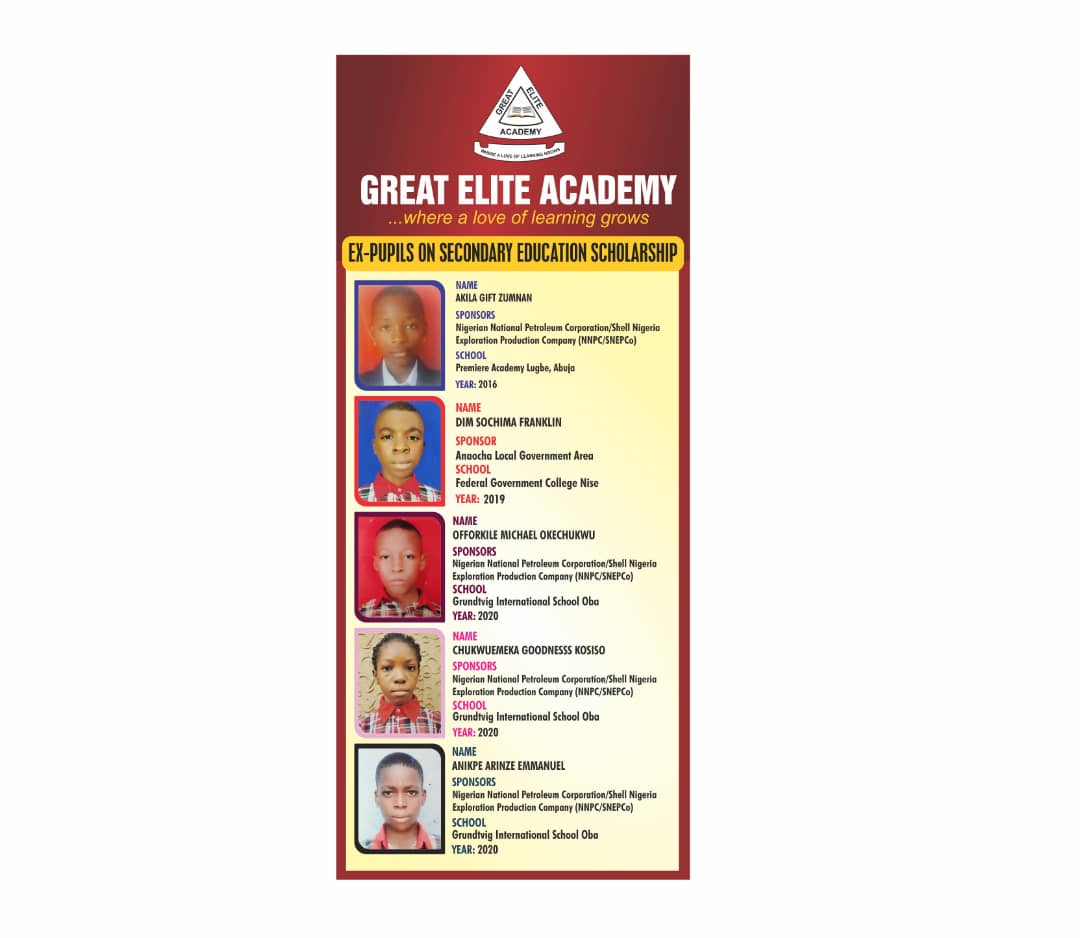 GREAT ELITE
ACADEMY
WHERE A LOVE OF LEARNING GROWS
GREAT ELITE ACADEMY
...where a love of learning grows
EX-PUPILS ON SECONDARY EDUCATION SCHOLARSHIP
NAME
AKILA GIFT ZUMNAN
SPONSORS
Nigerian National Petroleum Corporation/Shell Nigeria
Exploration Production Company (NNPC/SNEPCo)
SCHOOL
Premiere Academy Lugbe, Abuja
YEAR: 2016
NAME
DIM SOCHIMA FRANKLIN
SPONSOR
Anaocha Local Government Area
SCHOOL
Federal Government College Nise
YEAR: 2019
NAME
OFFORKILE MICHAEL OKECHUKWU
SPONSORS
Nigerian National Petroleum Corporation/Shell Nigeria
Exploration Production Company (NNPC/SNEPCo)
SCHOOL
Grundtvig International School Oba
YEAR: 2020
NAME
CHUKWUEMEKA GOODNESSS KOSISO
SPONSORS
Nigerian National Petroleum Corporation/Shell Nigeria
Exploration Production Company (NNPC/SNEPCo)
SCHOOL
Grundtvig International School Oba
YEAR: 2020
NAME
ANIKPE ARINZE EMMANUEL
SPONSORS
Nigerian National Petroleum Corporation/Shell Nigeria
Exploration Production Company (NNPC/SNEPCo)
SCHOOL
Grundtvig International School Oba
YEAR: 2020